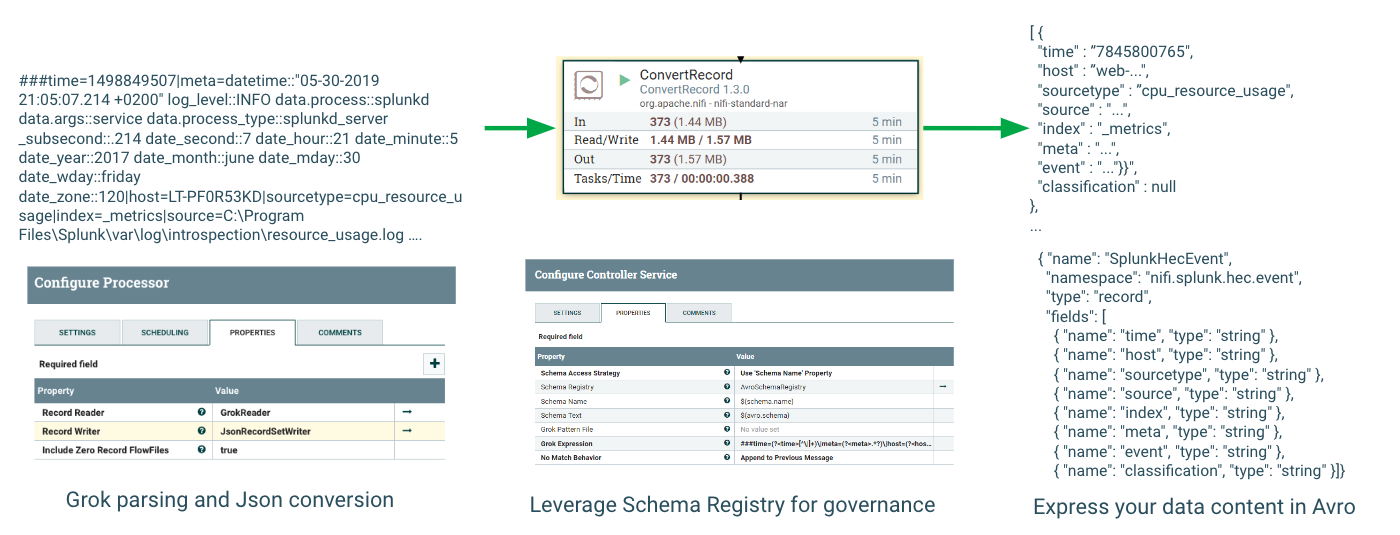 ###time=1498849507|meta=datetime::"05-30-2019
21:05:07.214 +0200" log_level::INFO data.process::splunkd
data.args::service data.process_type::splunkd_server
_subsecond::.214 date_second::7 date_hour::21 date_minute::5
date_year::2017 date_month::june date_mday::30
date_wday::friday
date_zone::120|host=LT-PF0R53KD|sourcetype=cpu_resource_u
sage|index=_metrics|source=C:\Program
Files\Splunk\var\log\introspection\resource_usage.log ....
ConvertRecord
ConvertRecord 1.3.0
org.apache.nifi - nifi-standard-nar
In 373 (1.44 MB) 5 min
Read/Write 1.44 MB / 1.57 MB 5 min
Out 373 (1.57 MB) 5 min
Tasks/Time 373 / 00:00:00.388 5 min
[ {
"time" : "7845800765",
"host" : "web-...",
"sourcetype" : "cpu_resource_usage",
"source" : "...",
"index" : "_metrics",
"meta" : "...",
"event" : "..."}}",
"classification" : null
},
...
Configure Processor
SETTINGS SCHEDULING PROPERTIES COMMENTS
Required field
Property Value
Record Reader GrokReader
Record Writer JsonRecordSetWriter
Include Zero Record FlowFiles true
Grok parsing and Json conversion
Configure Controller Service
SETTINGS PROPERTIES COMMENTS
Required field
Property Value
Schema Access Strategy Use 'Schema Name' Property
Schema Registry AvroSchemaRegistry
Schema Name ${schema.name}
Schema Text ${avro.schema}
Grok Pattern File No value set
Grok Expression ###time=(?<time>[^\|]+)\|meta=(?<meta>.*?)\|host=(?<hos...
No Match Behavior Append to Previous Message
Leverage Schema Registry for governance
{ "name": "SplunkHecEvent",
"namespace": "nifi.splunk.hec.event",
"type": "record",
"fields": [
{ "name": "time", "type": "string" },
{ "name": "host", "type": "string" },
{ "name": "sourcetype", "type": "string" },
{ "name": "source", "type": "string" },
{ "name": "index", "type": "string" },
{ "name": "meta", "type": "string" },
{ "name": "event", "type": "string" },
{ "name": "classification", "type": "string" }]}
Express your data content in Avro